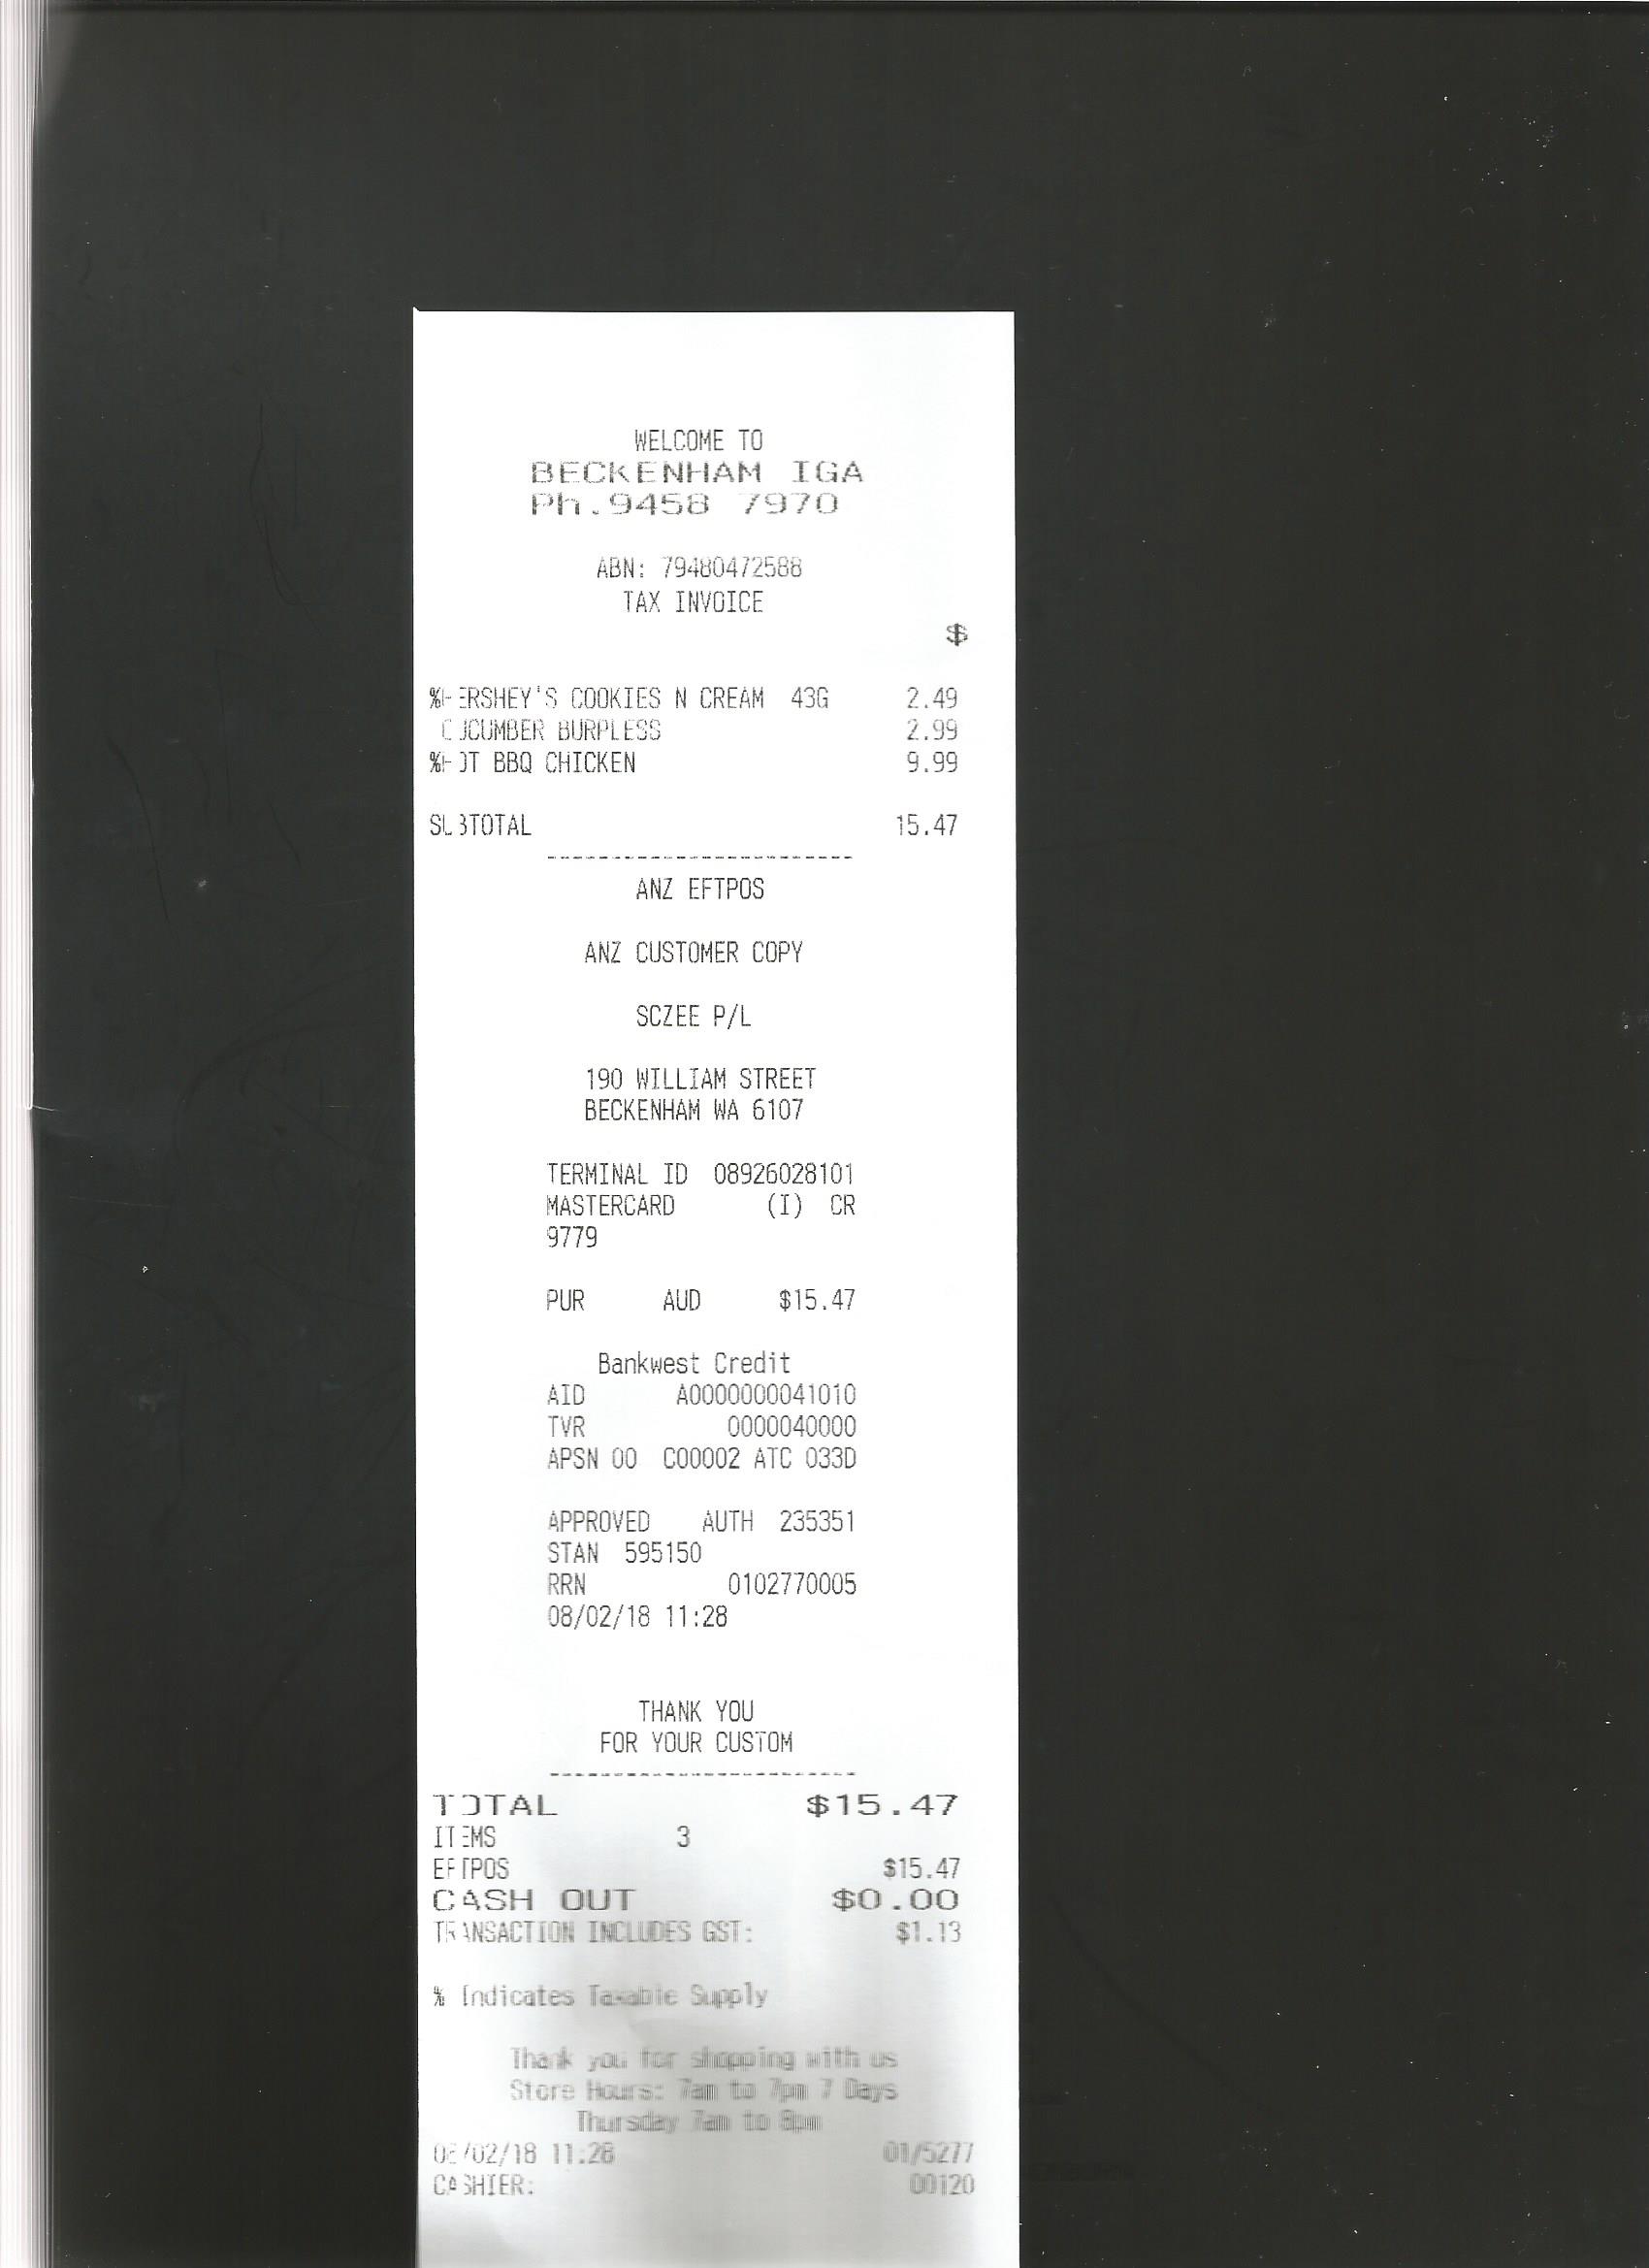 WELCOME TO
BECKENHAM IGA
Ph.9458 7970
ABN: 79480472588
TAX INVOICE
$
%HERSHEY'S COOKIES N CREAM 43G 2.49
CUCUMBER BURPLESS 2.99
%HOT BBQ CHICKEN 9.99
SUBTOTAL 15.47
------------------------
ANZ EFTPOS
ANZ CUSTOMER COPY
SCZEE P/L
190 WILLIAM STREET
BECKENHAM WA 6107
TERMINAL ID 08926028101
MASTERCARD (I) CR
9779
PUR AUD $15.47
Bankwest Credit
AID A0000000041010
TVR 0000040000
APSN 00 C00002 ATC 033D
APPROVED AUTH 235351
STAN 595150
RRN 0102770005
08/02/18 11:28
THANK YOU
FOR YOUR CUSTOM
------------------------
TOTAL $15.47
ITEMS 3
EFTPOS $15.47
CASH OUT $0.00
TRANSACTION INCLUDES GST: $1.13
% Indicates Taxable Supply
Thank you for shopping with us
Store Hours: 7am to 7pm 7 Days
Thursday 7am to 8pm
08/02/18 11:28 01/5277
CASHIER: 00120